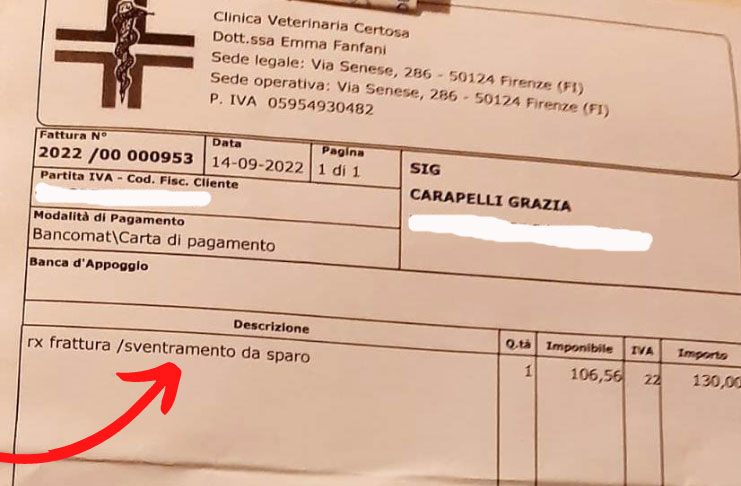 Clinica Veterinaria Certosa
Dott.ssa Emma Fanfani
Sede legale: Via Senese, 286 - 50124 Firenze (FI)
Sede operativa: Via Senese, 286 - 50124 Firenze (FI)
P. IVA 05954930482
Fattura N° Data Pagina
2022 /00 000953 14-09-2022 1 di 1
Partita IVA - Cod. Fisc. Cliente
Modalità di Pagamento
Bancomat\Carta di pagamento
Banca d'Appoggio
SIG
CARAPELLI GRAZIA
Descrizione Q.tà Imponibile IVA Importo
rx frattura /sventramento da sparo 1 106,56 22 130,00